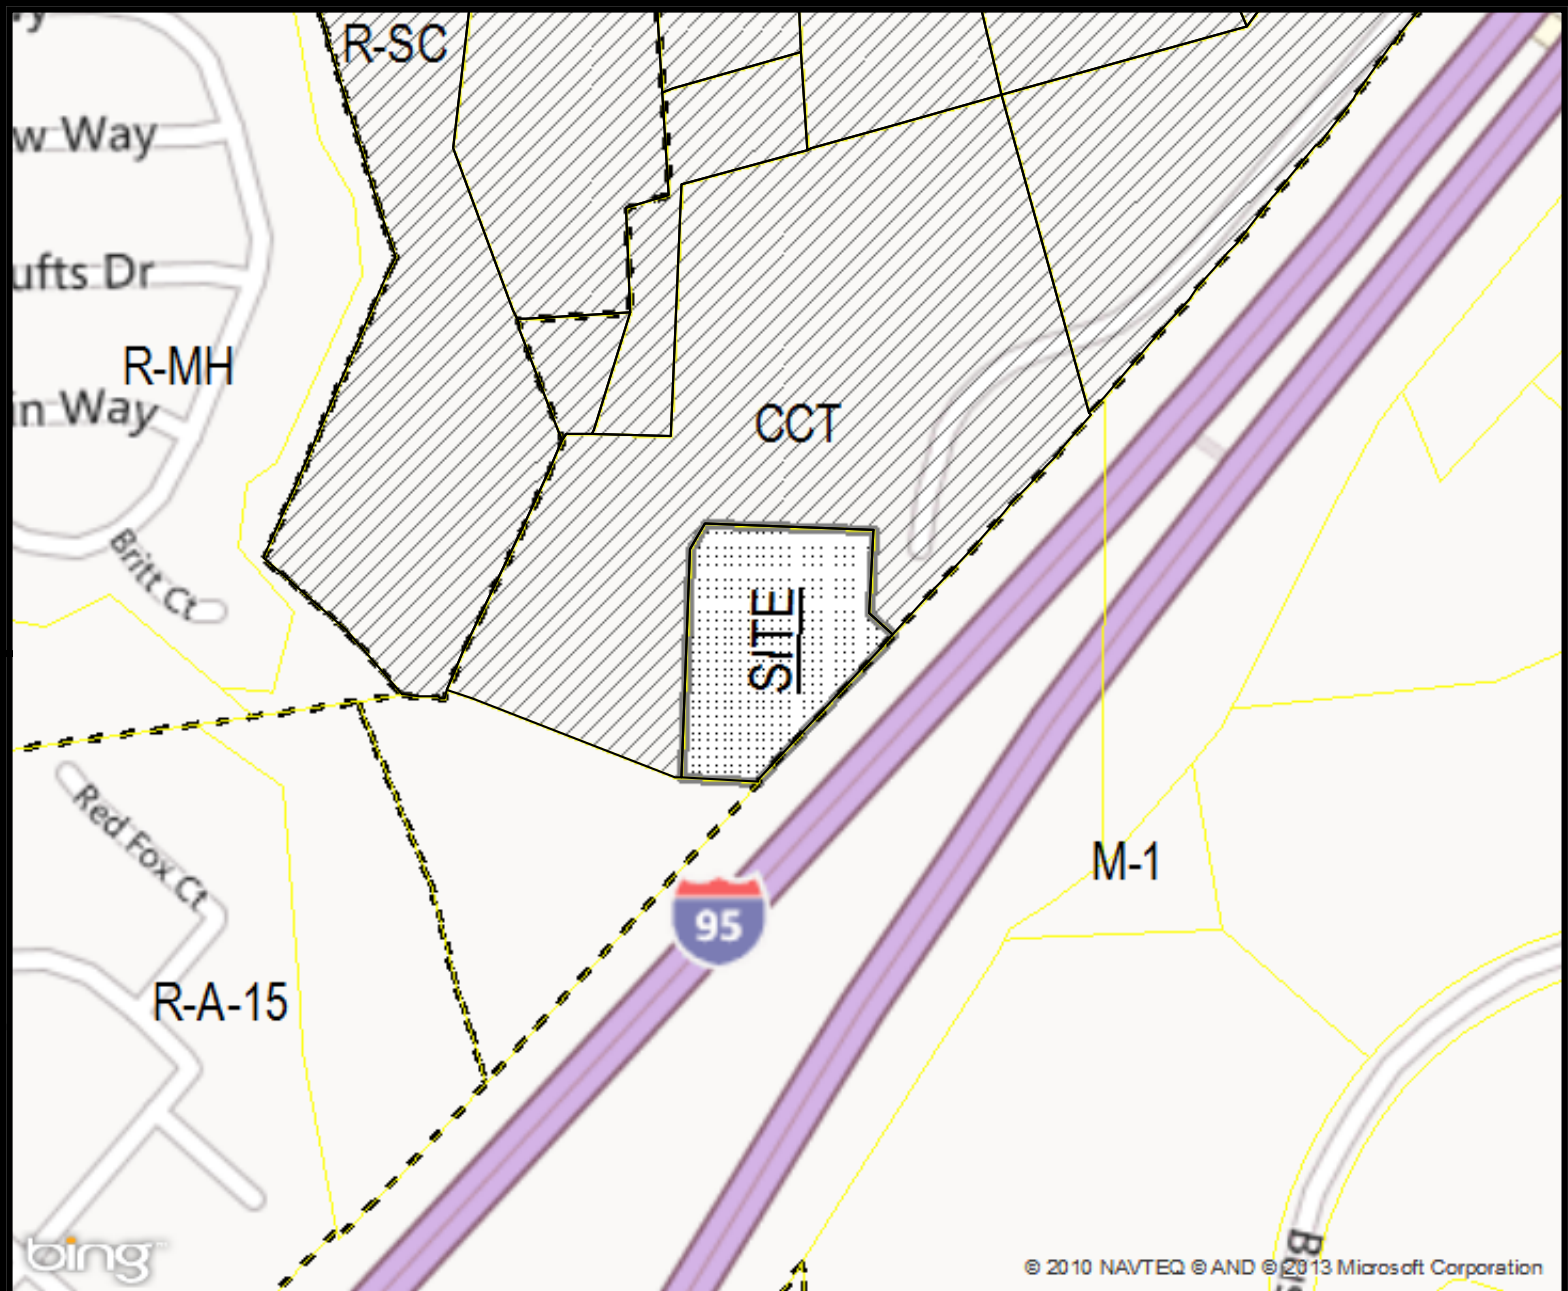 R-SC
w Way
ufts Dr
R-MH
in Way
CCT
Britt Ct
SITE
Red Fox Ct
M-1
95
R-A-15
bing
© 2010 NAVTEQ © AND © 2013 Microsoft Corporation